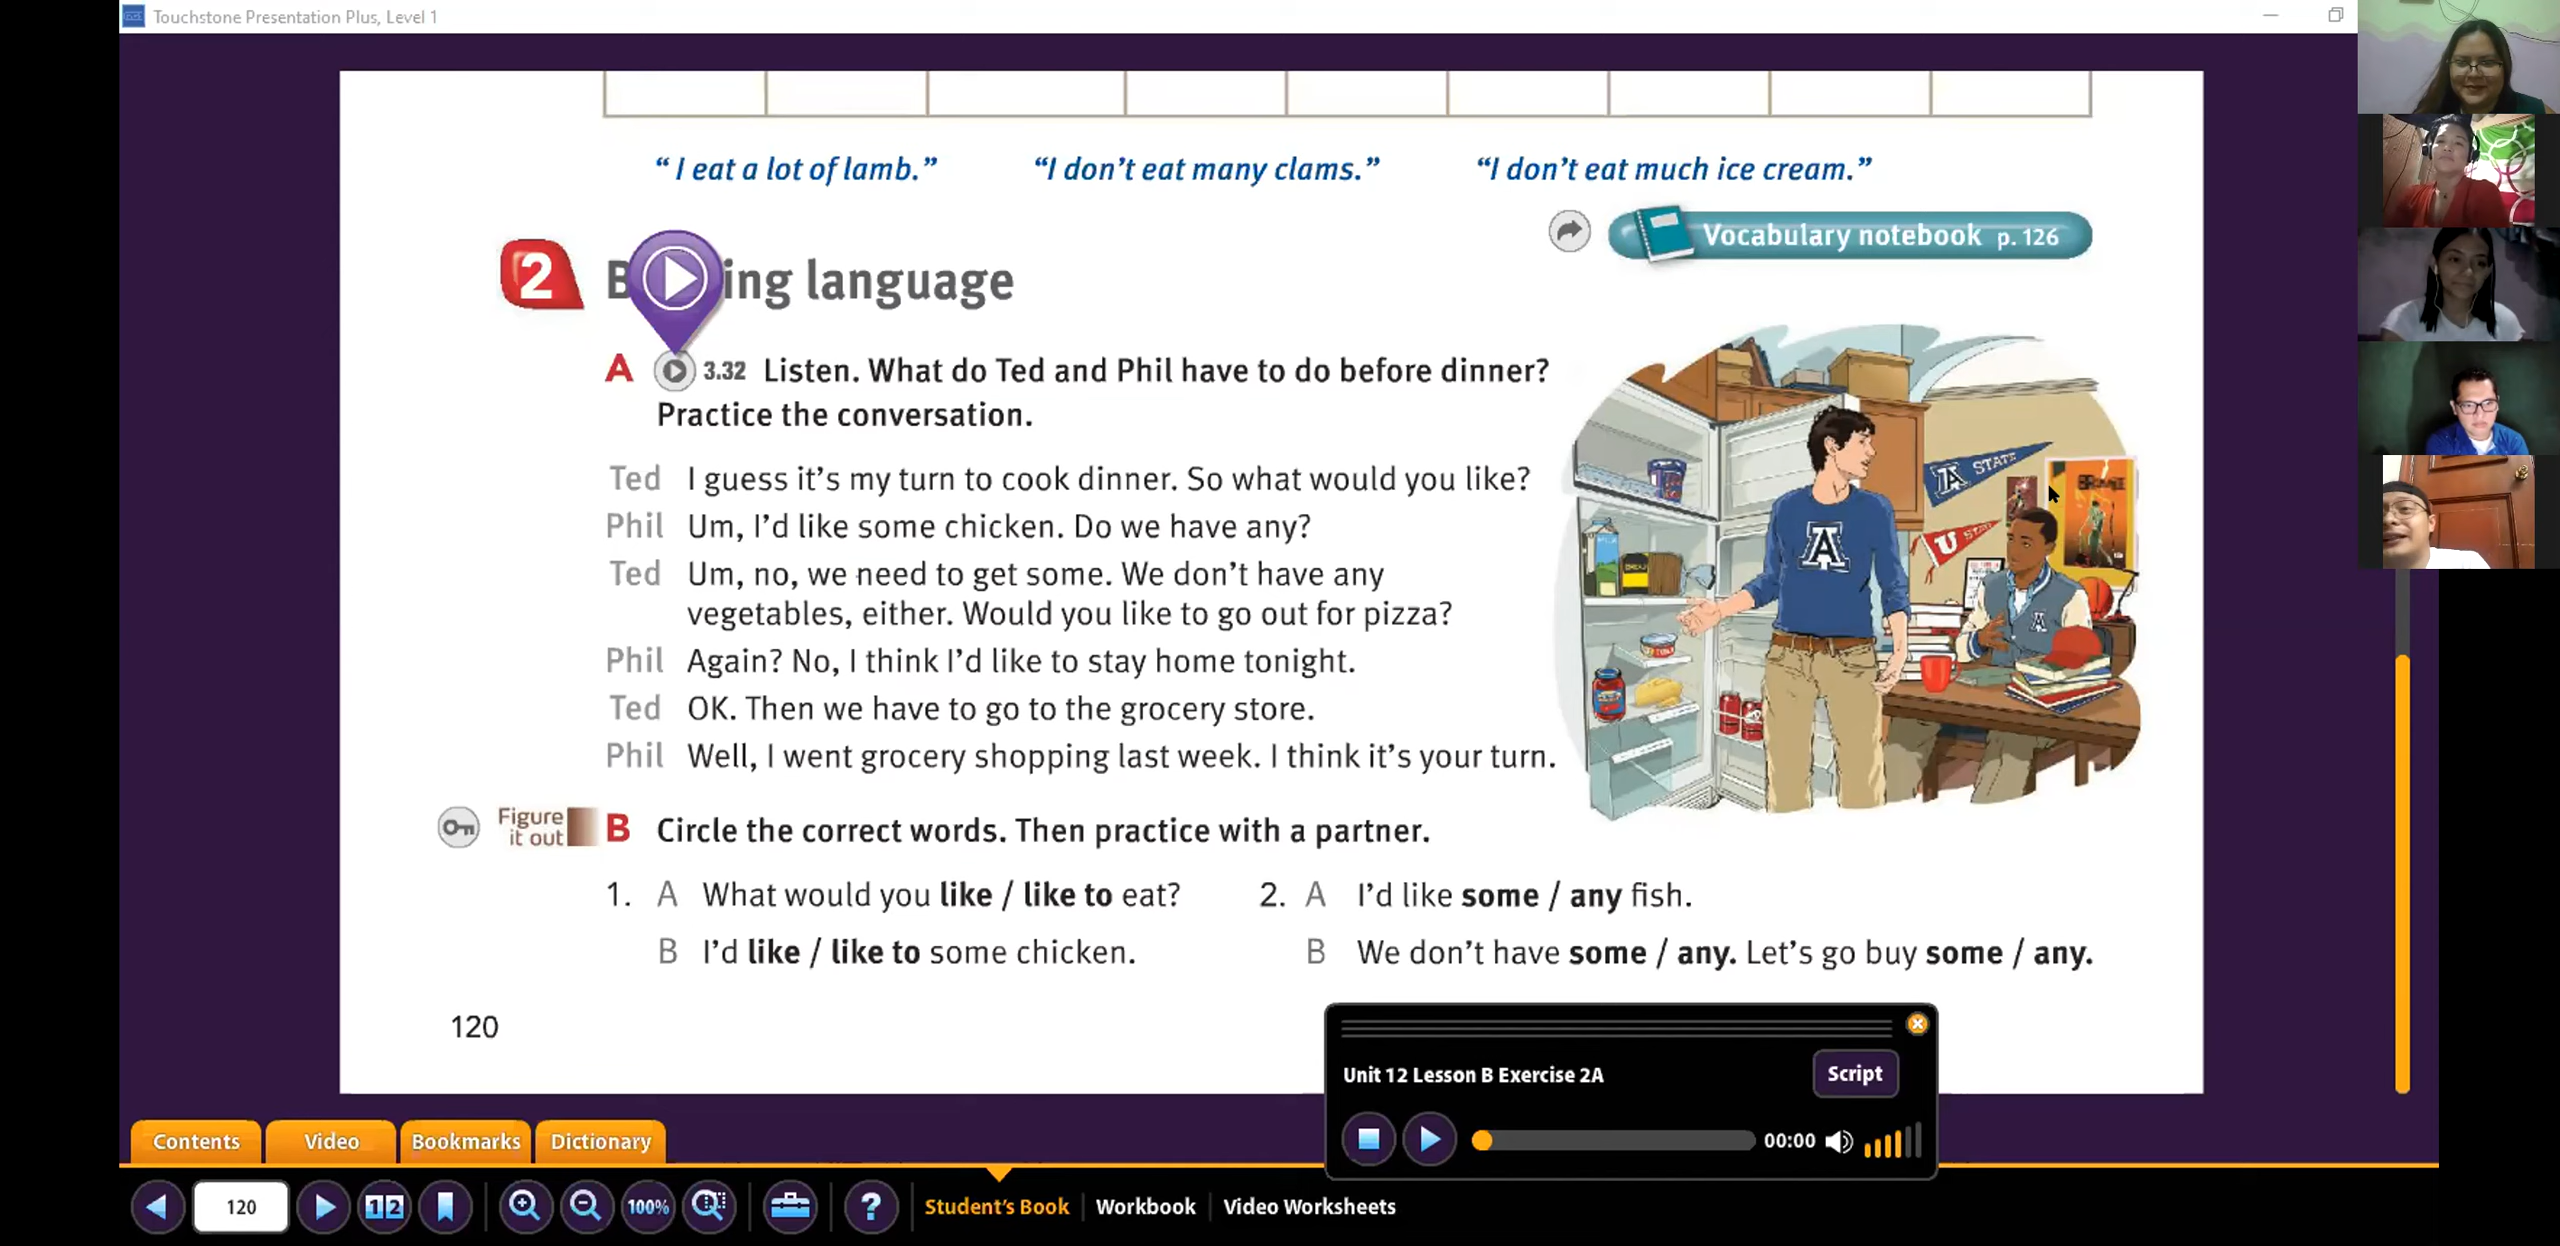 Touchstone Presentation Plus, Level 1
“ I eat a lot of lamb.” “I don’t eat many clams.” “I don’t eat much ice cream.”
Vocabulary notebook p. 126
2 B ing language
A 3.32 Listen. What do Ted and Phil have to do before dinner?
Practice the conversation.
Ted I guess it’s my turn to cook dinner. So what would you like?
Phil Um, I’d like some chicken. Do we have any?
Ted Um, no, we need to get some. We don’t have any
vegetables, either. Would you like to go out for pizza?
Phil Again? No, I think I’d like to stay home tonight.
Ted OK. Then we have to go to the grocery store.
Phil Well, I went grocery shopping last week. I think it’s your turn.
A STATE
U STATE
A
A
Figure
it out
B Circle the correct words. Then practice with a partner.
1. A What would you like / like to eat? 2. A I’d like some / any fish.
B I’d like / like to some chicken. B We don’t have some / any. Let’s go buy some / any.
120
Unit 12 Lesson B Exercise 2A Script
00:00
Contents Video Bookmarks Dictionary
120 12 100% ? Student’s Book Workbook Video Worksheets